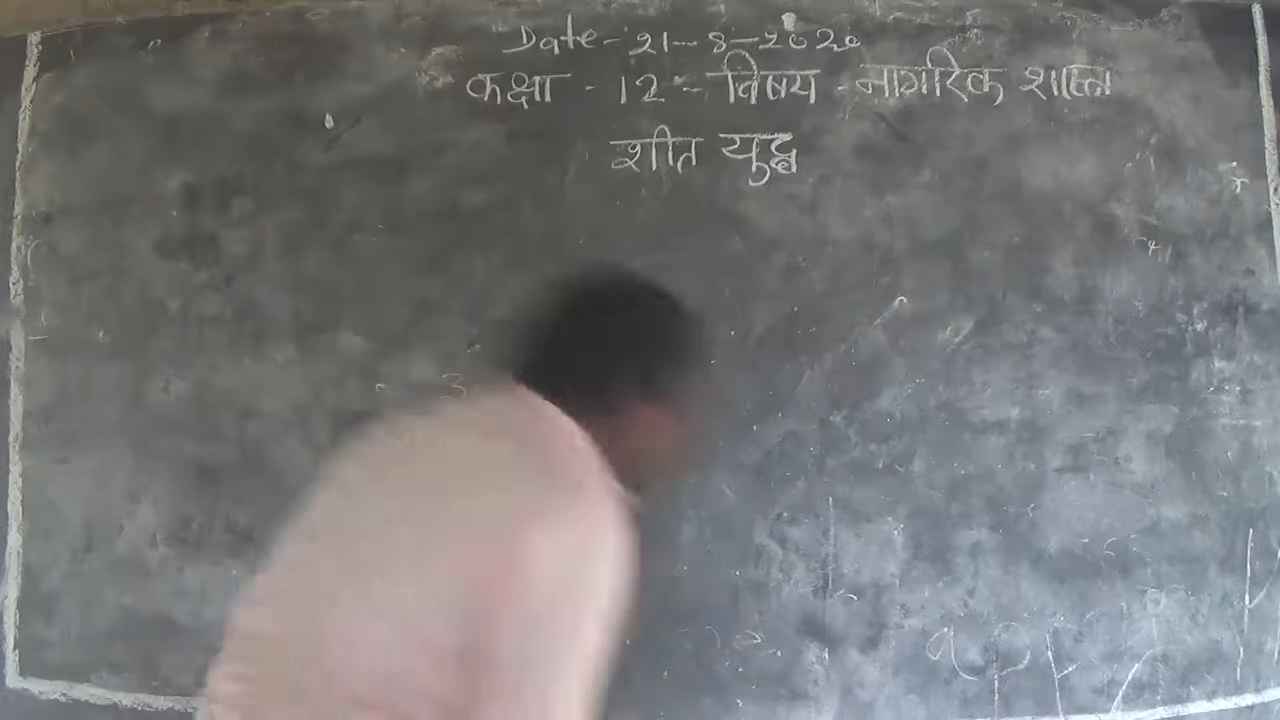 Date-21-8-2020
कक्षा - 12 - विषय - नागरिक शास्त्र
शीत युद्ध